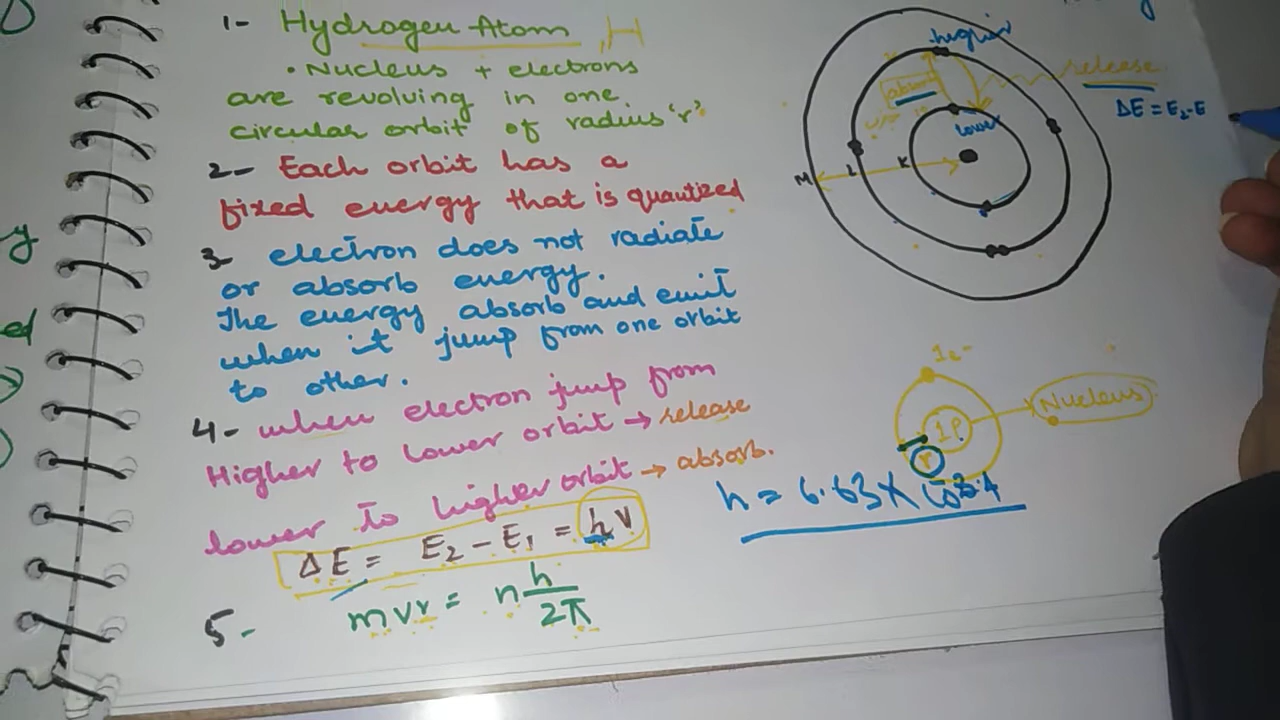 1- Hydrogen Atom , H
• Nucleus + electrons
are revolving in one
circular orbit of radius 'r'
2- Each orbit has a
fixed energy that is quantized
3- electron does not radiate
or absorb energy.
The energy absorb and emit
when it jump from one orbit
to other.
4- when electron jump from
Higher to lower orbit → release
lower to higher orbit → absorb.
ΔE = E₂ - E₁ = hν
5- mvr = n h/2π
higher
release
absorb
ΔE = E₂-E
lower
M L K
1e⁻
Nucleus
1P
r
h = 6.63 X 10
ed
y